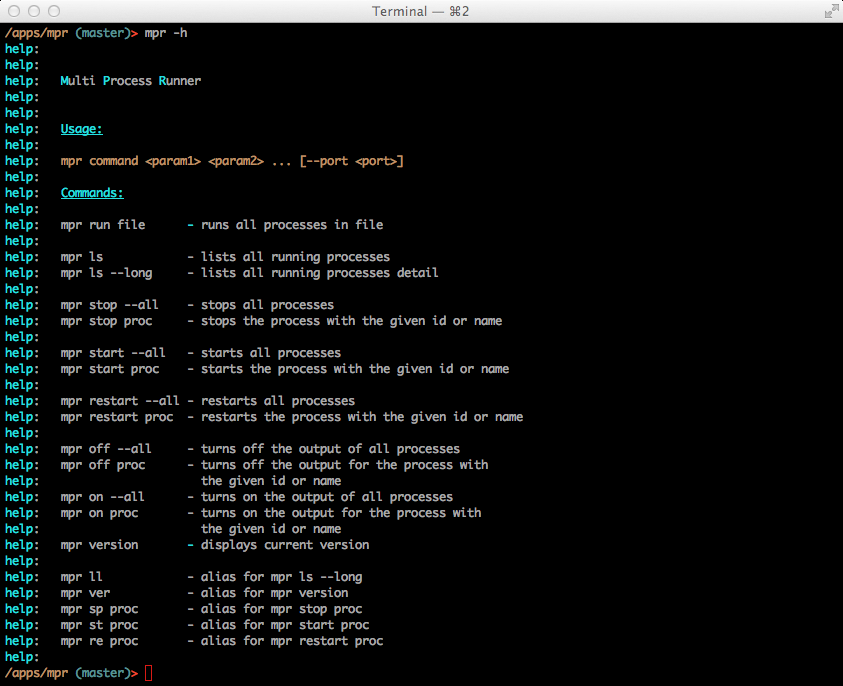 Terminal — ⌘2
/apps/mpr (master)> mpr -h
help:
help:
help:   Multi Process Runner
help:
help:
help:   Usage:
help:
help:   mpr command <param1> <param2> ... [--port <port>]
help:
help:   Commands:
help:
help:   mpr run file      - runs all processes in file
help:
help:   mpr ls            - lists all running processes
help:   mpr ls --long     - lists all running processes detail
help:
help:   mpr stop --all    - stops all processes
help:   mpr stop proc     - stops the process with the given id or name
help:
help:   mpr start --all   - starts all processes
help:   mpr start proc    - starts the process with the given id or name
help:
help:   mpr restart --all - restarts all processes
help:   mpr restart proc  - restarts the process with the given id or name
help:
help:   mpr off --all     - turns off the output of all processes
help:   mpr off proc      - turns off the output for the process with
help:                       the given id or name
help:   mpr on --all      - turns on the output of all processes
help:   mpr on proc       - turns on the output for the process with
help:                       the given id or name
help:   mpr version       - displays current version
help:
help:   mpr ll            - alias for mpr ls --long
help:   mpr ver           - alias for mpr version
help:   mpr sp proc       - alias for mpr stop proc
help:   mpr st proc       - alias for mpr start proc
help:   mpr re proc       - alias for mpr restart proc
help:
/apps/mpr (master)>